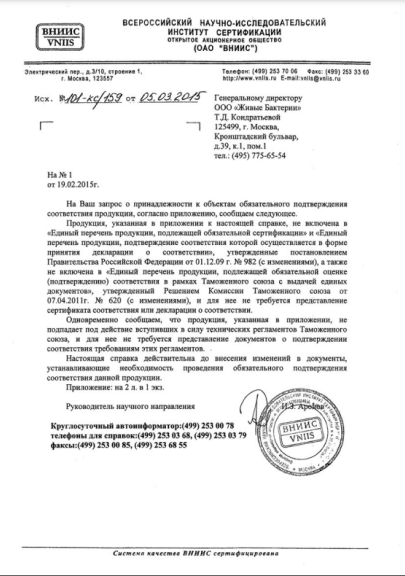 ВСЕРОССИЙСКИЙ НАУЧНО-ИССЛЕДОВАТЕЛЬСКИЙ
ИНСТИТУТ СЕРТИФИКАЦИИ
ОТКРЫТОЕ АКЦИОНЕРНОЕ ОБЩЕСТВО
(ОАО "ВНИИС")
ВНИИС
VNIIS
Электрический пер., д.3/10, строение 1,
г. Москва, 123557
Телефон: (499) 253 70 06 Факс: (499) 253 33 60
http://www.vniis.ru E-mail:vniis@vniis.ru
Исх. №101-КС/159 от 05.03.2015
Генеральному директору
ООО «Живые Бактерии»
Т.Д. Кондратьевой
125499, г. Москва,
Кронштадский бульвар,
д.39, к.1, пом.1
тел.: (495) 775-65-54
На № 1
от 19.02.2015г.
На Ваш запрос о принадлежности к объектам обязательного подтверждения
соответствия продукции, согласно приложению, сообщаем следующее.
Продукция, указанная в приложении к настоящей справке, не включена в
«Единый перечень продукции, подлежащей обязательной сертификации» и «Единый
перечень продукции, подтверждение соответствия которой осуществляется в форме
принятия декларации о соответствии», утвержденные постановлением
Правительства Российской Федерации от 01.12.09 г. № 982 (с изменениями), а также
не включена в «Единый перечень продукции, подлежащей обязательной оценке
(подтверждению) соответствия в рамках Таможенного союза с выдачей единых
документов», утвержденный Решением Комиссии Таможенного союза от
07.04.2011г. № 620 (с изменениями), и для нее не требуется представление
сертификата соответствия или декларации о соответствии.
Одновременно сообщаем, что продукция, указанная в приложении, не
подпадает под действие вступивших в силу технических регламентов Таможенного
союза, и для нее не требуется представление документов о подтверждении
соответствия требованиям этих регламентов.
Настоящая справка действительна до внесения изменений в документы,
устанавливающие необходимость проведения обязательного подтверждения
соответствия данной продукции.
Приложение: на 2 л. в 1 экз.
Руководитель научного направления
И.З.
ВНИИС
VNIIS
Круглосуточный автоинформатор:(499) 253 00 78
телефоны для справок:(499) 253 03 68, (499) 253 03 79
факсы:(499) 253 00 85, (499) 253 68 55
Система качества ВНИИС сертифицирована